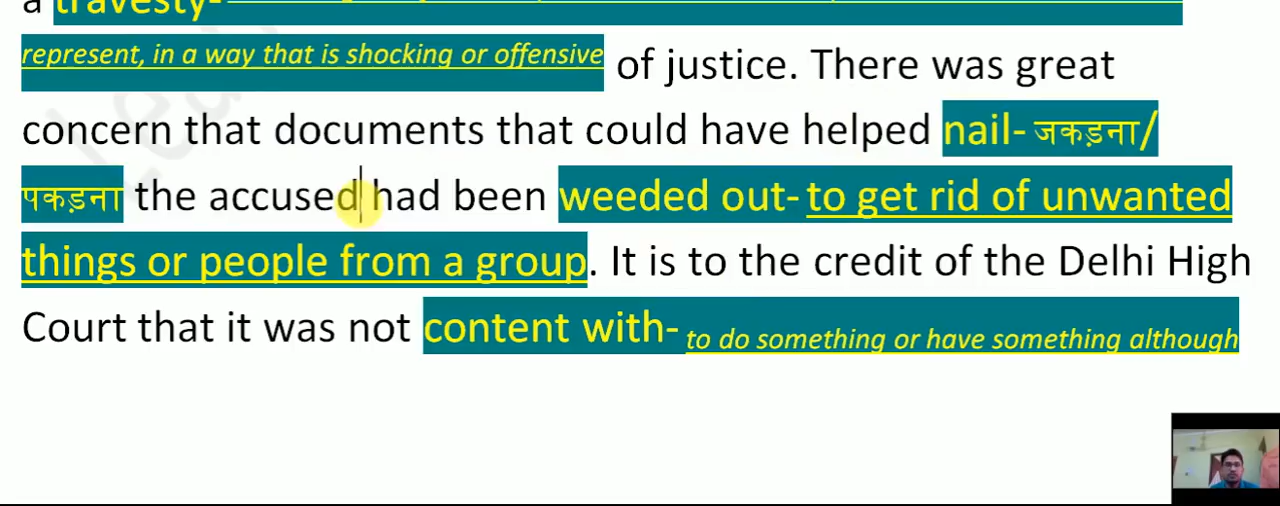 a travesty-
represent, in a way that is shocking or offensive of justice. There was great
concern that documents that could have helped nail- जकड़ना/
पकड़ना the accused had been weeded out- to get rid of unwanted
things or people from a group. It is to the credit of the Delhi High
Court that it was not content with- to do something or have something although